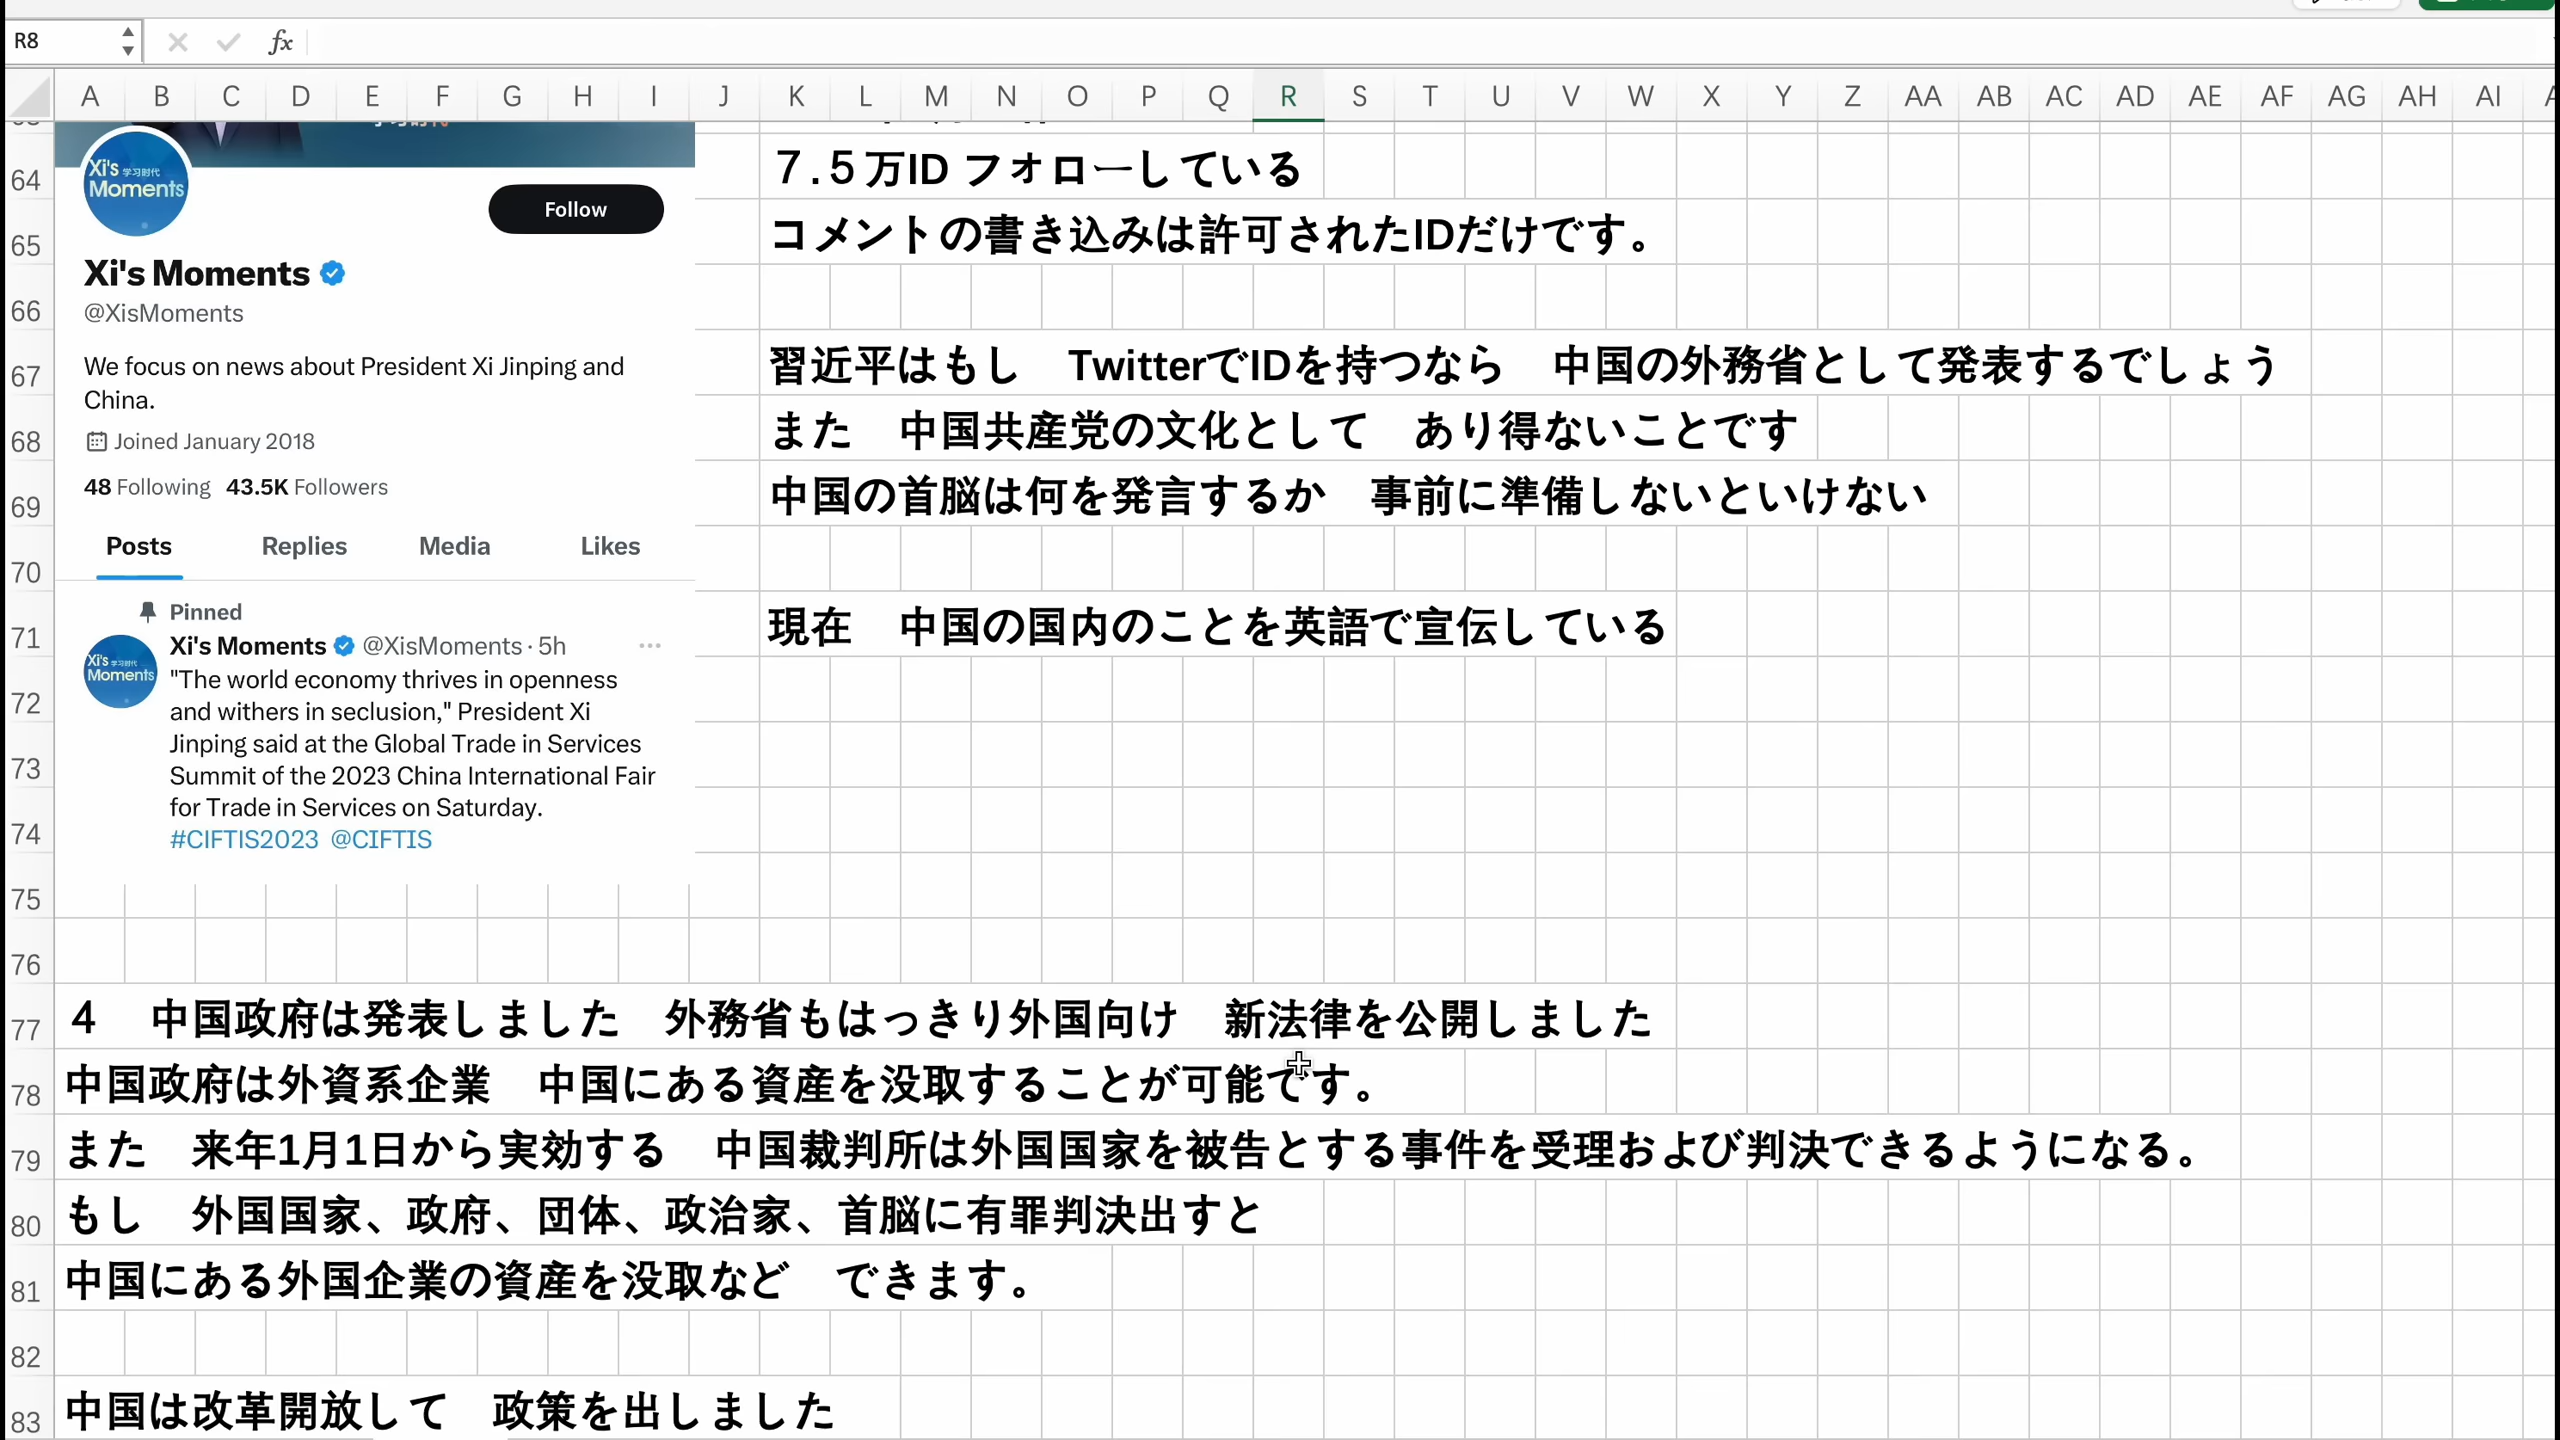 R8
fx
A B C D E F G H I J K L M N O P Q R S T U V W X Y Z AA AB AC AD AE AF AG AH AI
Xi's 学习时代
Moments
Follow
Xi's Moments
@XisMoments
We focus on news about President Xi Jinping and
China.
Joined January 2018
48 Following 43.5K Followers
Posts Replies Media Likes
Pinned
Xi's Moments @XisMoments · 5h
Xi's 学习时代
Moments
"The world economy thrives in openness
and withers in seclusion," President Xi
Jinping said at the Global Trade in Services
Summit of the 2023 China International Fair
for Trade in Services on Saturday.
#CIFTIS2023 @CIFTIS
64 ７.５万ID フォローしている
65 コメントの書き込みは許可されたIDだけです。
66
67 習近平はもし　TwitterでIDを持つなら　中国の外務省として発表するでしょう
68 また　中国共産党の文化として　あり得ないことです
69 中国の首脳は何を発言するか　事前に準備しないといけない
70
71 現在　中国の国内のことを英語で宣伝している
72
73
74
75
76
77 ４　中国政府は発表しました　外務省もはっきり外国向け　新法律を公開しました
78 中国政府は外資系企業　中国にある資産を没取することが可能です。
79 また　来年1月1日から実効する　中国裁判所は外国国家を被告とする事件を受理および判決できるようになる。
80 もし　外国国家、政府、団体、政治家、首脳に有罪判決出すと
81 中国にある外国企業の資産を没取など　できます。
82
83 中国は改革開放して　政策を出しました